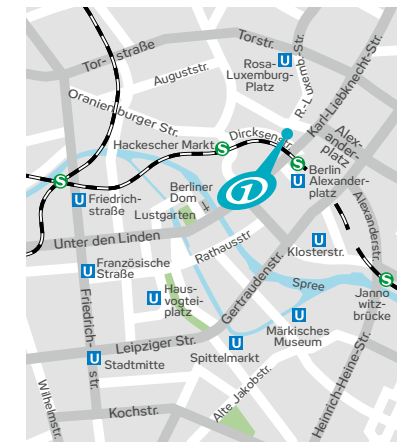 Torstr.
Tor-
straße
Rosa-
Luxemburg-
Platz
U
R.-Luxemb-Str.
Karl-Liebknecht-Str.
Auguststr.
Oranienburger Str.
Dircksenstr.
Hackescher Markt
S
Alex-
ander-
platz
S
Berlin
Alexander-
platz
U
i
S
U
Friedrich-
straße
Berliner
Dom
Lustgarten
Alexanderstr.
Unter den Linden
Rathausstr
U
Klosterstr.
U
Französische
Straße
Gertraudenstr.
Spree
S
Janno
witz-
brücke
U
Haus-
vogtei-
platz
Friedrich-
str.
U
Märkisches
Museum
Leipziger Str.
U
Spittelmarkt
U
Stadtmitte
Heinrich-Heine-Str.
Wilhelmstr.
Alte Jakobstr.
Kochstr.